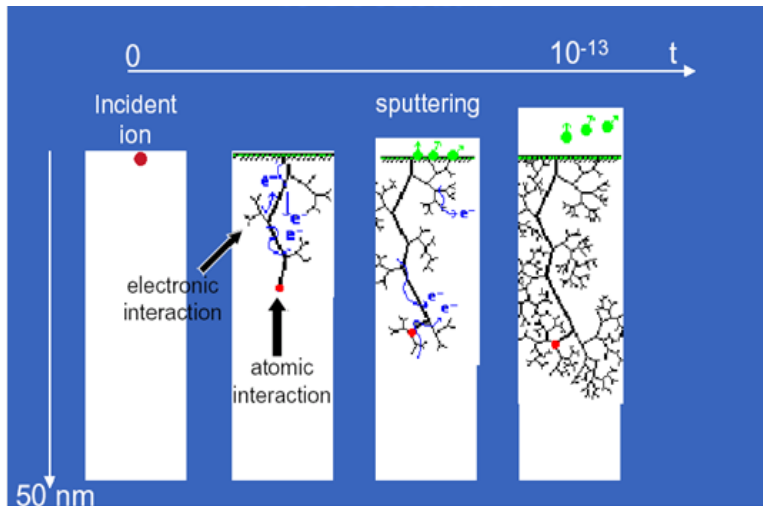 0
10-13
t
Incident
ion
sputtering
e-
e-
e-
e-
e-
e-
electronic
interaction
atomic
interaction
50 nm